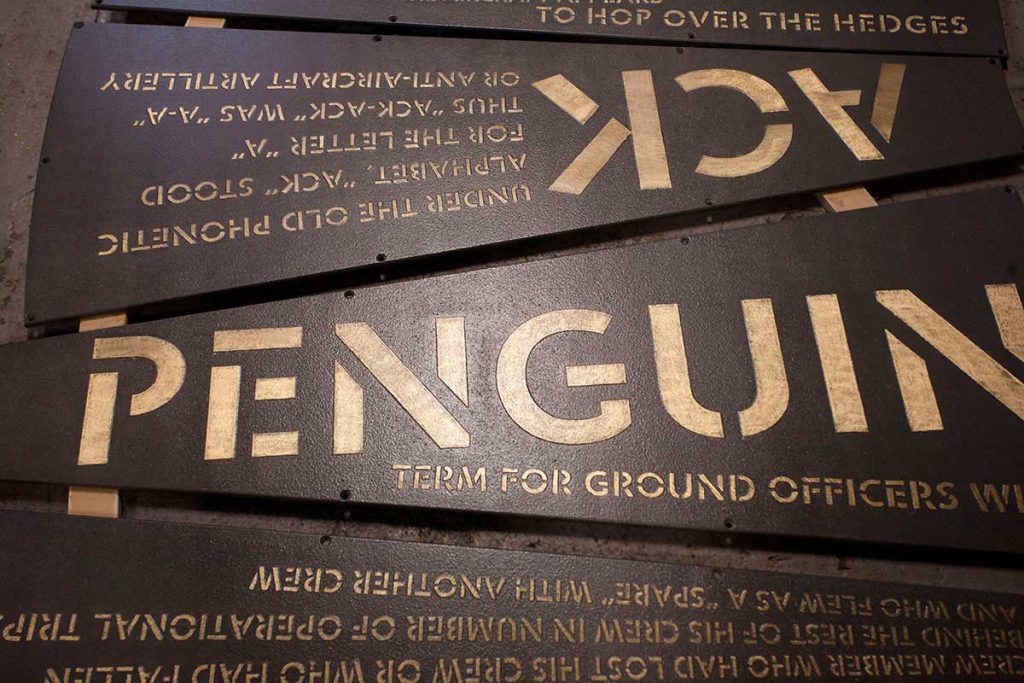 TO HOP OVER THE HEDGES
ACK
UNDER THE OLD PHONETIC
ALPHABET, "ACK" STOOD
FOR THE LETTER "A"
THUS "ACK-ACK" WAS "A-A"
OR ANTI-AIRCRAFT ARTILLERY
PENGUIN
TERM FOR GROUND OFFICERS
CREW MEMBER WHO HAD LOST HIS CREW OR WHO HAD FALLEN
BEHIND THE REST OF HIS CREW IN NUMBER OF OPERATIONAL TRIPS
AND WHO FLEW AS A "SPARE" WITH ANOTHER CREW